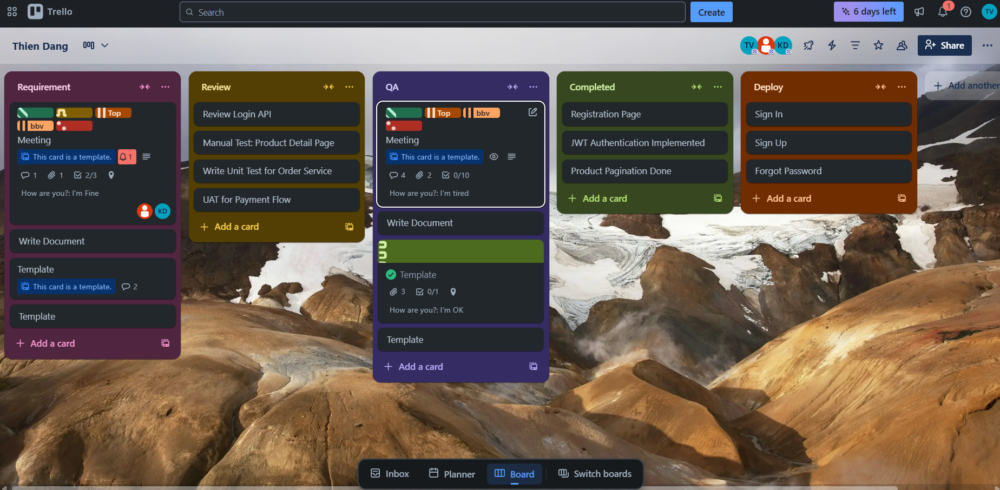 Trello
Search
Create
6 days left
1
TV
Thien Dang
TV
KD
Share
Requirement
Top
bbv
Meeting
This card is a template.
1
1
1
2/3
How are you?: I'm Fine
KD
Write Document
Template
This card is a template.
2
Template
Add a card
Review
Review Login API
Manual Test: Product Detail Page
Write Unit Test for Order Service
UAT for Payment Flow
Add a card
QA
Top
bbv
Meeting
This card is a template.
4
2
0/10
How are you?: I'm tired
Write Document
Template
3
0/1
How are you?: I'm OK
Template
Add a card
Completed
Registration Page
JWT Authentication Implemented
Product Pagination Done
Add a card
Deploy
Sign In
Sign Up
Forgot Password
Add a card
Add another
Inbox
Planner
Board
Switch boards